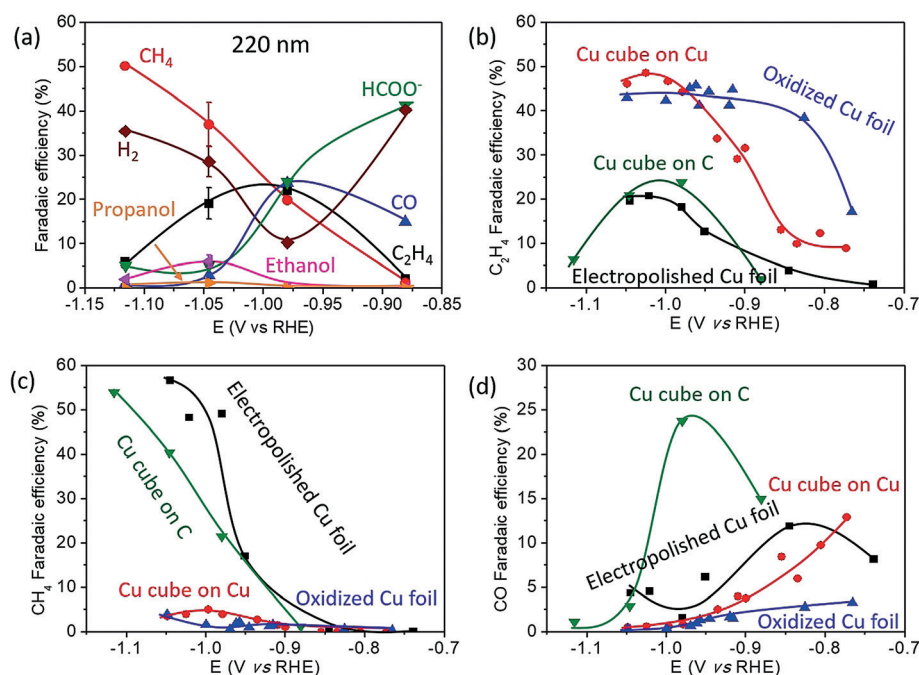 (a)
220 nm
CH₄
HCOO⁻
H₂
Propanol
CO
C₂H₄
Ethanol
Faradaic efficiency (%)
60
50
40
30
20
10
0
-1.15 -1.10 -1.05 -1.00 -0.95 -0.90 -0.85
E (V vs RHE)
(b)
Cu cube on Cu
Oxidized Cu foil
Cu cube on C
Electropolished Cu foil
C₂H₄ Faradaic efficiency (%)
60
50
40
30
20
10
0
-1.1 -1.0 -0.9 -0.8 -0.7
E (V vs RHE)
(c)
Electropolished Cu foil
Cu cube on C
Cu cube on Cu
Oxidized Cu foil
CH₄ Faradaic efficiency (%)
60
50
40
30
20
10
0
-1.1 -1.0 -0.9 -0.8 -0.7
E (V vs RHE)
(d)
Cu cube on C
Cu cube on Cu
Electropolished Cu foil
Oxidized Cu foil
CO Faradaic efficiency (%)
30
25
20
15
10
5
0
-1.1 -1.0 -0.9 -0.8 -0.7
E (V vs RHE)